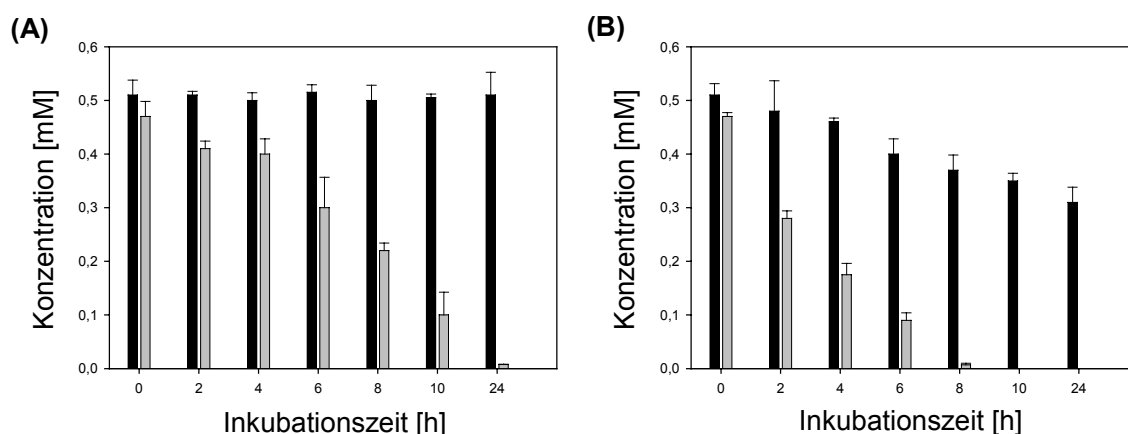 (A)
0,6
0,5
0,4
0,3
0,2
0,1
0,0
Konzentration [mM]
0 2 4 6 8 10 24
Inkubationszeit [h]
(B)
0,6
0,5
0,4
0,3
0,2
0,1
0,0
Konzentration [mM]
0 2 4 6 8 10 24
Inkubationszeit [h]